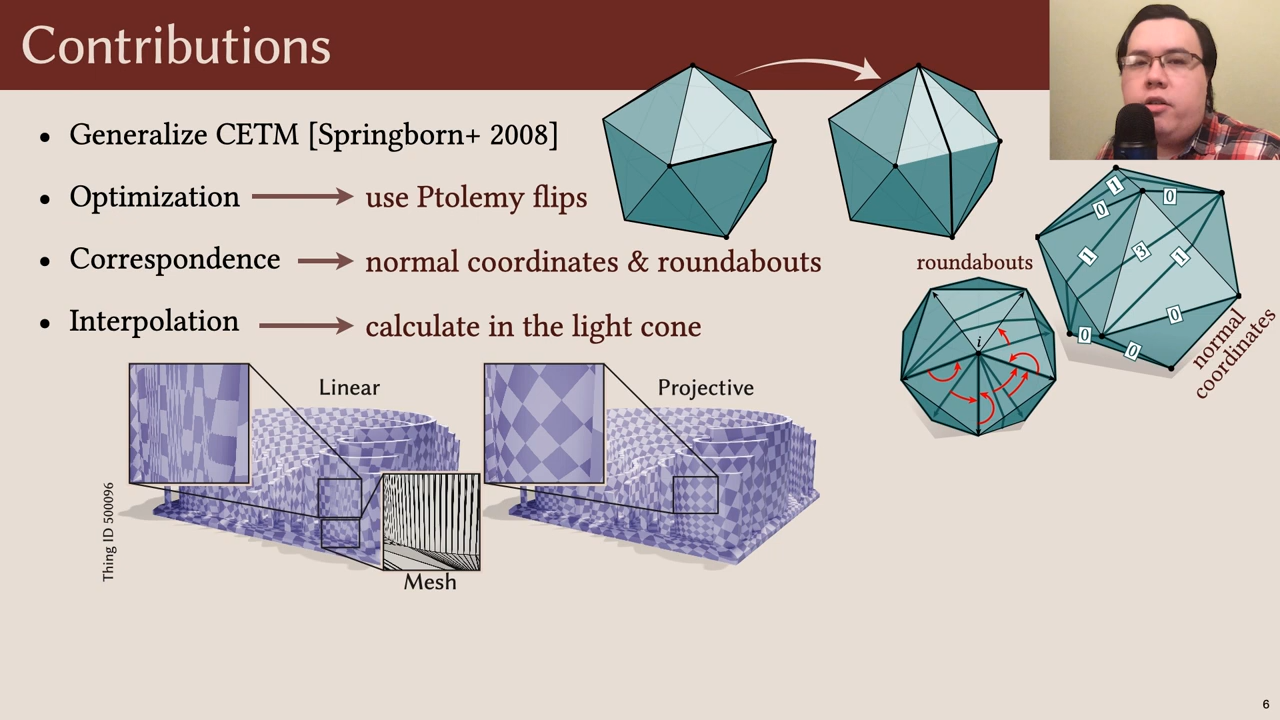 Contributions
• Generalize CETM [Springborn+ 2008]
• Optimization
use Ptolemy flips
• Correspondence
normal coordinates & roundabouts
• Interpolation
calculate in the light cone
roundabouts
i
1
0
0
1
3
1
0
0
0
normal
coordinates
Linear
Projective
Mesh
Thing ID 500096
6